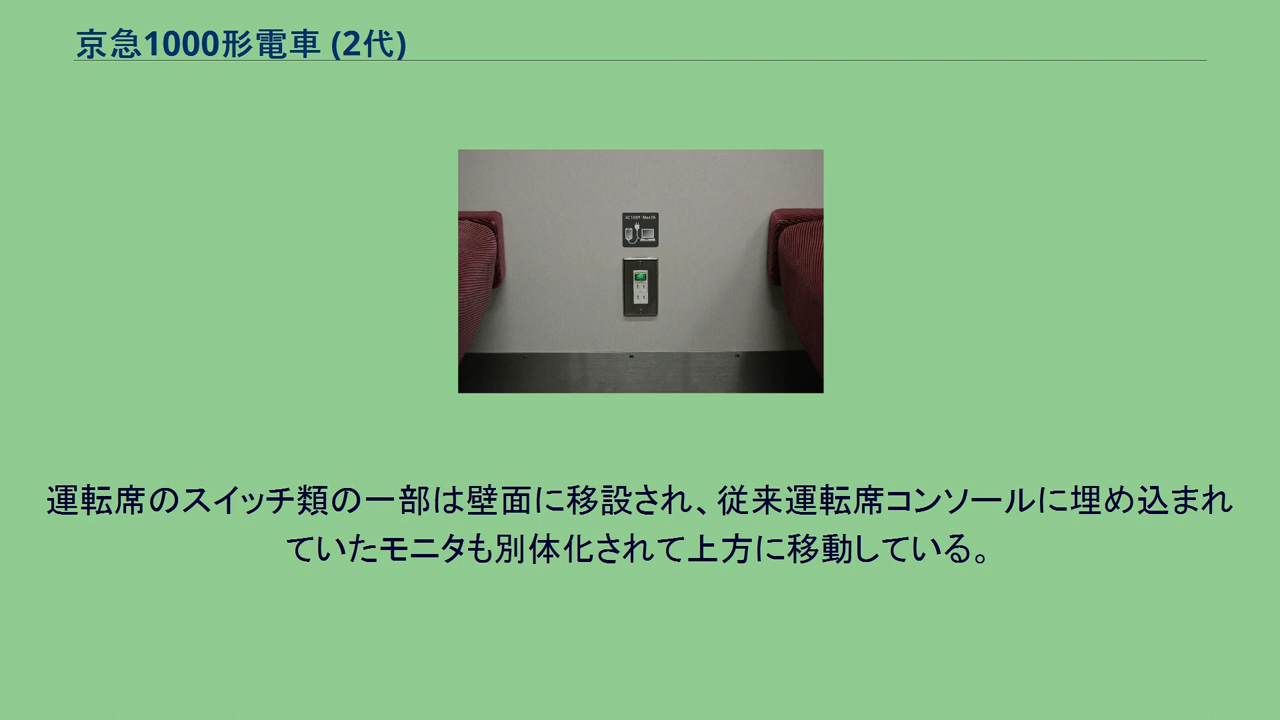 京急1000形電車 (2代)
運転席のスイッチ類の一部は壁面に移設され、従来運転席コンソールに埋め込まれ
ていたモニタも別体化されて上方に移動している。